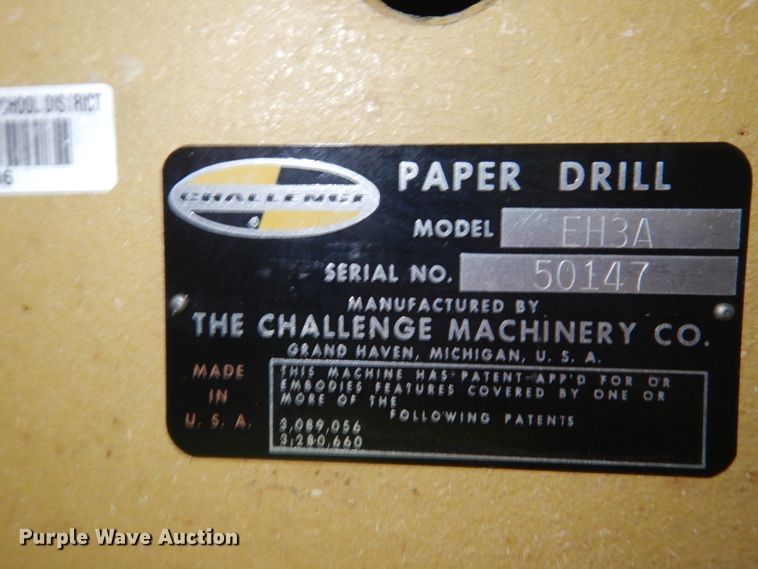 SCHOOL DISTRICT
CHALLENGE
PAPER DRILL
MODEL EH3A
SERIAL NO. 50147
MANUFACTURED BY
THE CHALLENGE MACHINERY CO.
GRAND HAVEN, MICHIGAN, U. S. A.
MADE
IN
U. S. A.
THIS MACHINE HAS PATENT APP'D FOR OR
EMBODIES FEATURES COVERED BY ONE OR
MORE OF THE
FOLLOWING PATENTS
3,089,056
3,280,660
Purple Wave Auction